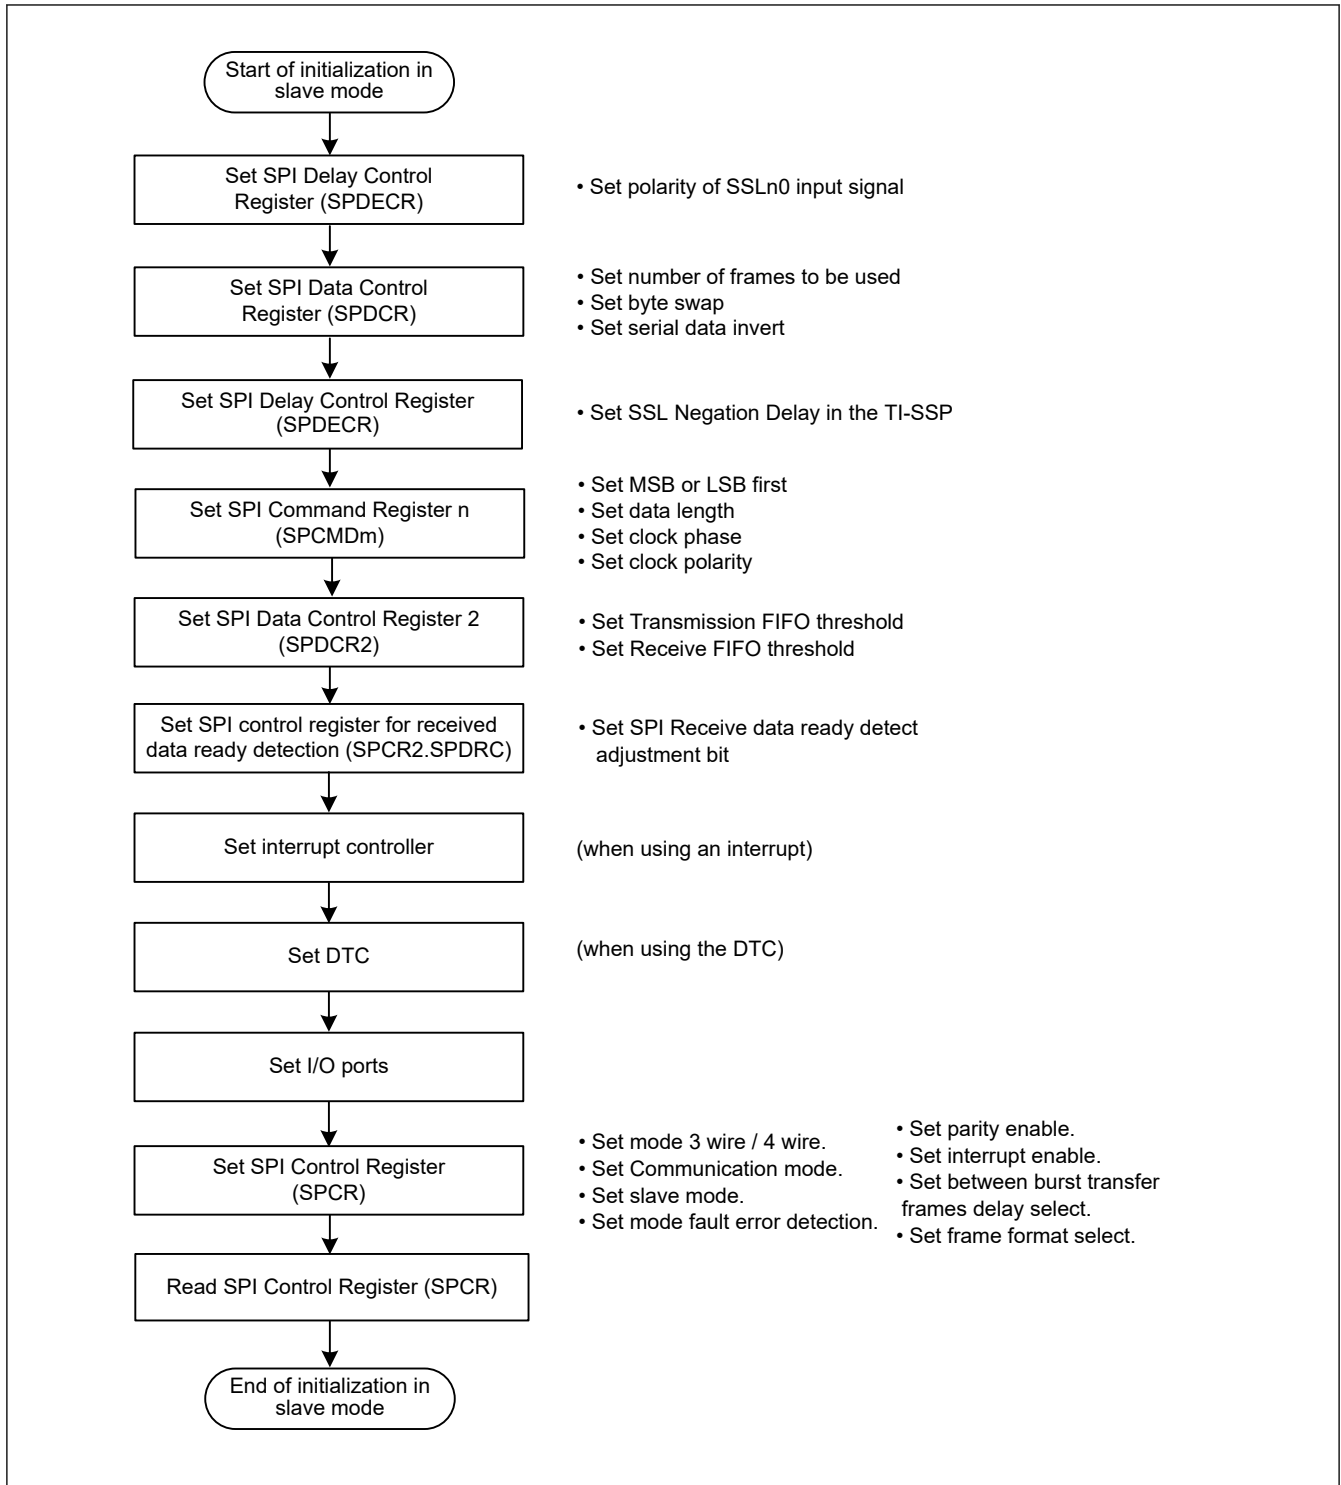 Start of initialization in
slave mode
Set SPI Delay Control
Register (SPDECR)
• Set polarity of SSLn0 input signal
Set SPI Data Control
Register (SPDCR)
• Set number of frames to be used
• Set byte swap
• Set serial data invert
Set SPI Delay Control Register
(SPDECR)
• Set SSL Negation Delay in the TI-SSP
Set SPI Command Register n
(SPCMDm)
• Set MSB or LSB first
• Set data length
• Set clock phase
• Set clock polarity
Set SPI Data Control Register 2
(SPDCR2)
• Set Transmission FIFO threshold
• Set Receive FIFO threshold
Set SPI control register for received
data ready detection (SPCR2.SPDRC)
• Set SPI Receive data ready detect
adjustment bit
Set interrupt controller
(when using an interrupt)
Set DTC
(when using the DTC)
Set I/O ports
Set SPI Control Register
(SPCR)
• Set mode 3 wire / 4 wire.
• Set Communication mode.
• Set slave mode.
• Set mode fault error detection.
• Set parity enable.
• Set interrupt enable.
• Set between burst transfer
frames delay select.
• Set frame format select.
Read SPI Control Register (SPCR)
End of initialization in
slave mode